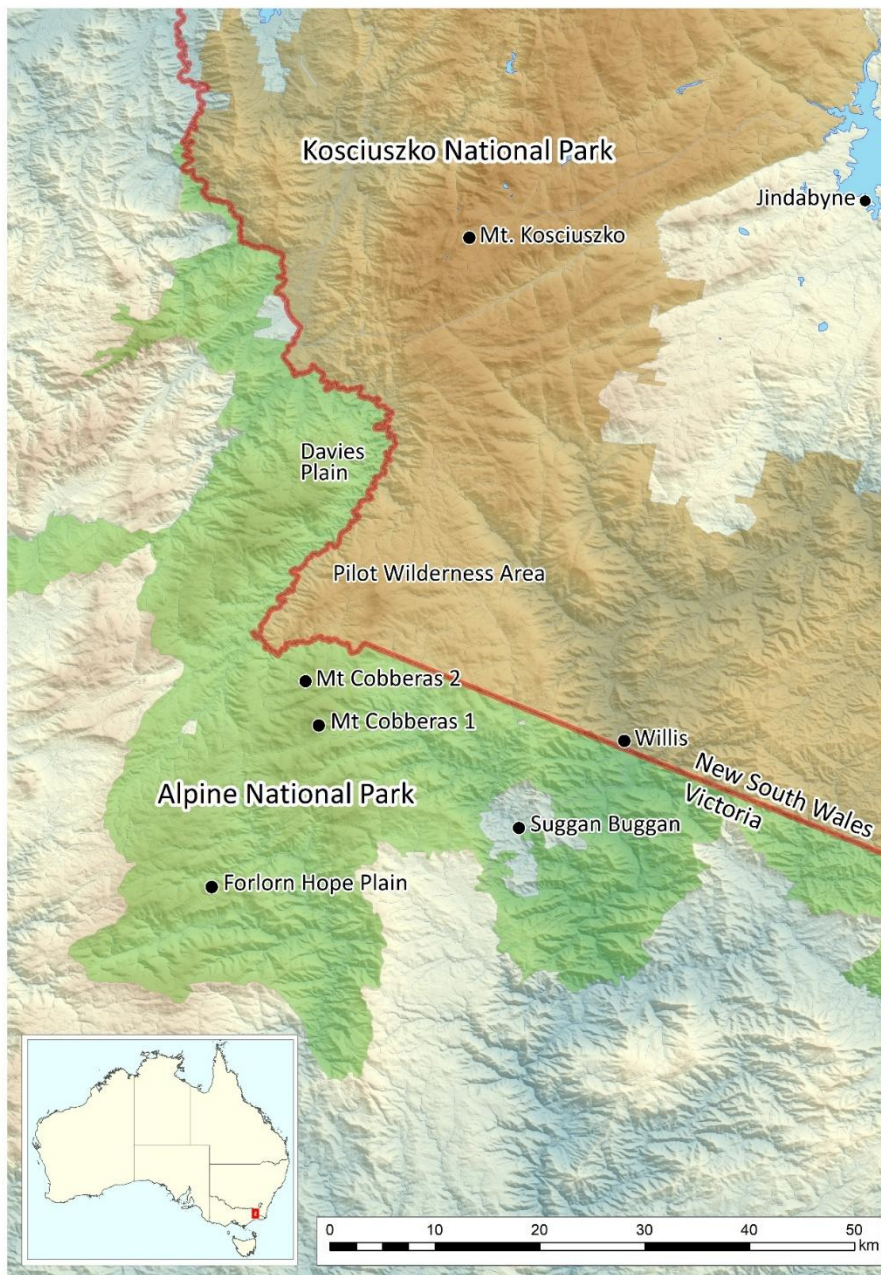 Kosciuszko National Park
Jindabyne
Mt. Kosciuszko
Davies
Plain
Pilot Wilderness Area
Mt Cobberas 2
Mt Cobberas 1
Willis
New South Wales
Victoria
Alpine National Park
Suggan Buggan
Forlorn Hope Plain
0 10 20 30 40 50
km